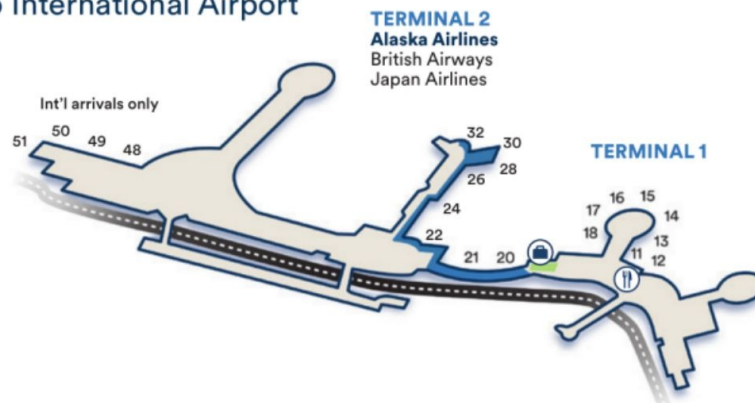 International Airport
TERMINAL 2
Alaska Airlines
British Airways
Japan Airlines
Int'l arrivals only
51
50
49
48
32
30
28
26
24
22
21
20
TERMINAL 1
18
17
16
15
14
13
12
11